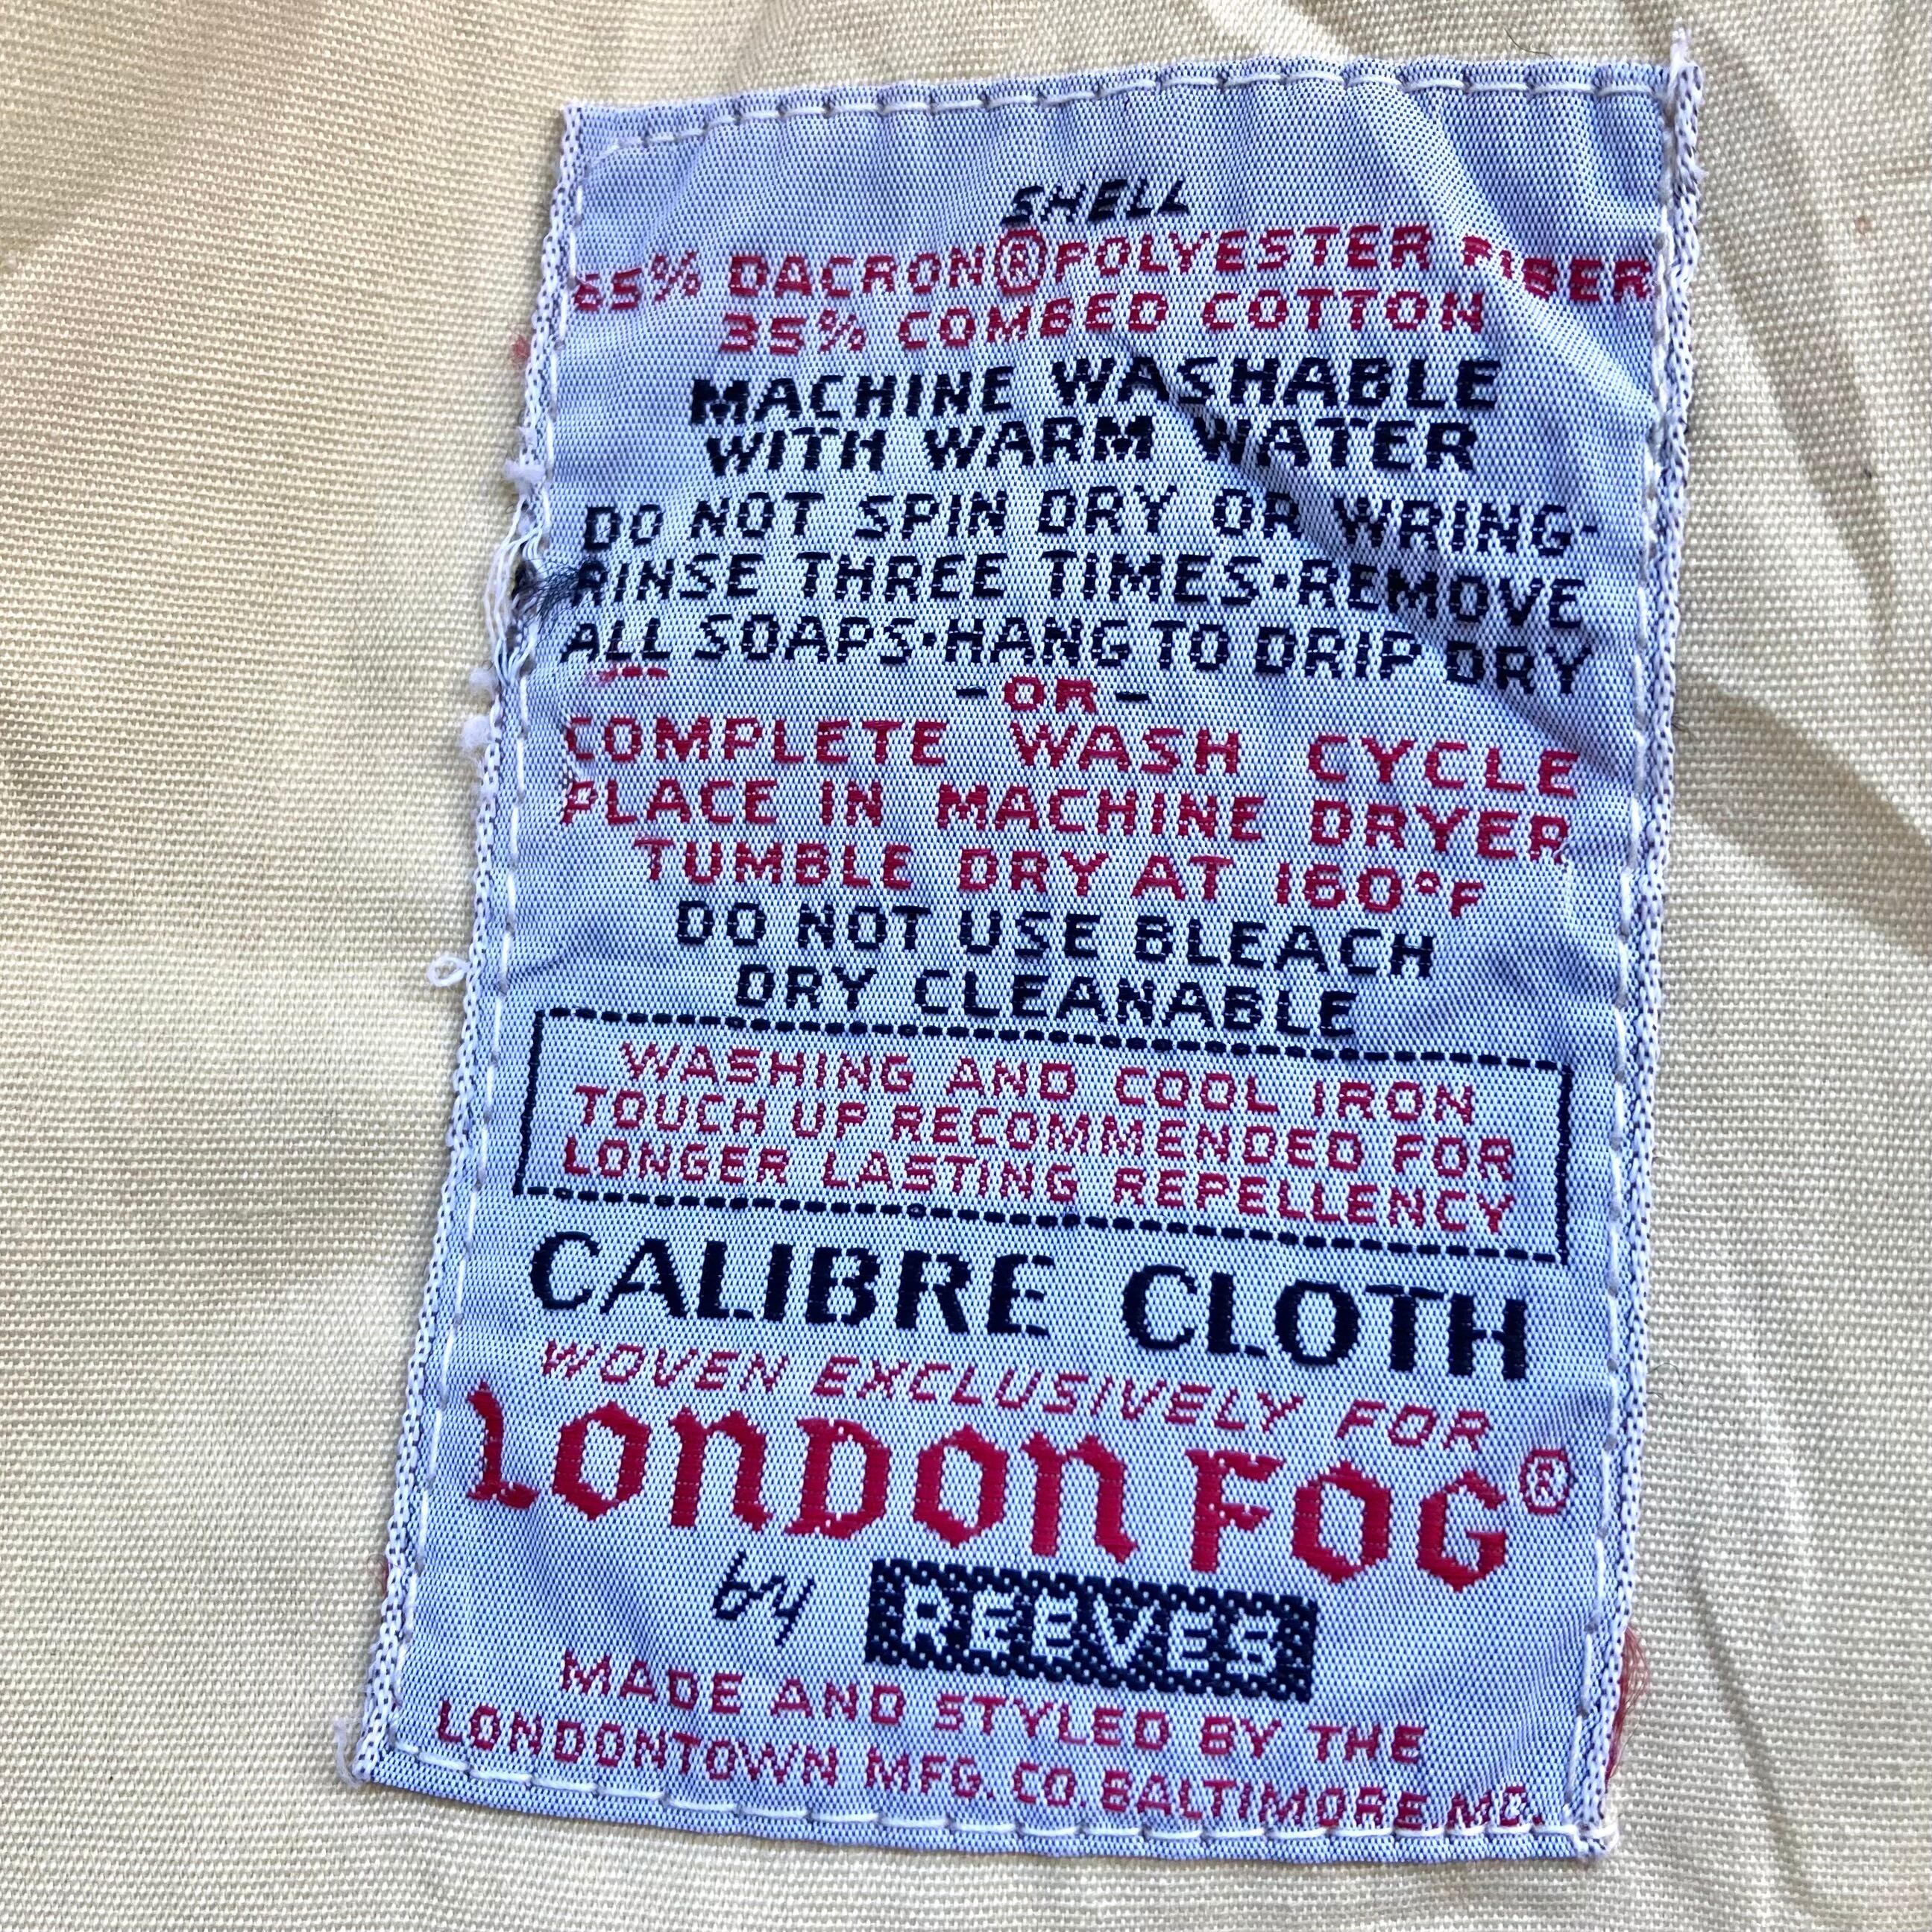 SHELL
65% DACRON®POLYESTER FIBER
35% COMBED COTTON
MACHINE WASHABLE
WITH WARM WATER
DO NOT SPIN DRY OR WRING·
RINSE THREE TIMES·REMOVE
ALL SOAPS·HANG TO DRIP DRY
-OR-
COMPLETE WASH CYCLE
PLACE IN MACHINE DRYER
TUMBLE DRY AT 160°F
DO NOT USE BLEACH
DRY CLEANABLE
WASHING AND COOL IRON
TOUCH UP RECOMMENDED FOR
LONGER LASTING REPELLENCY
CALIBRE CLOTH
WOVEN EXCLUSIVELY FOR
LONDON FOG®
by REEVES
MADE AND STYLED BY THE
LONDONTOWN MFG. CO. BALTIMORE, MD.